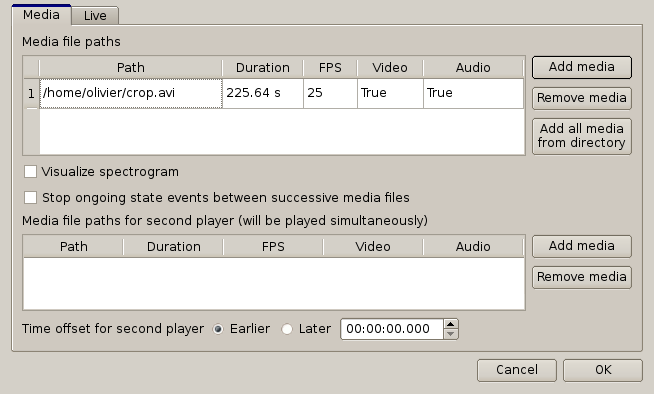 Media Live
Media file paths
Path Duration FPS Video Audio Add media
1 /home/olivier/crop.avi 225.64 s 25 True True
Remove media
Add all media
from directory
Visualize spectrogram
Stop ongoing state events between successive media files
Media file paths for second player (will be played simultaneously)
Path Duration FPS Video Audio Add media
Remove media
Time offset for second player Earlier Later 00:00:00.000
Cancel OK